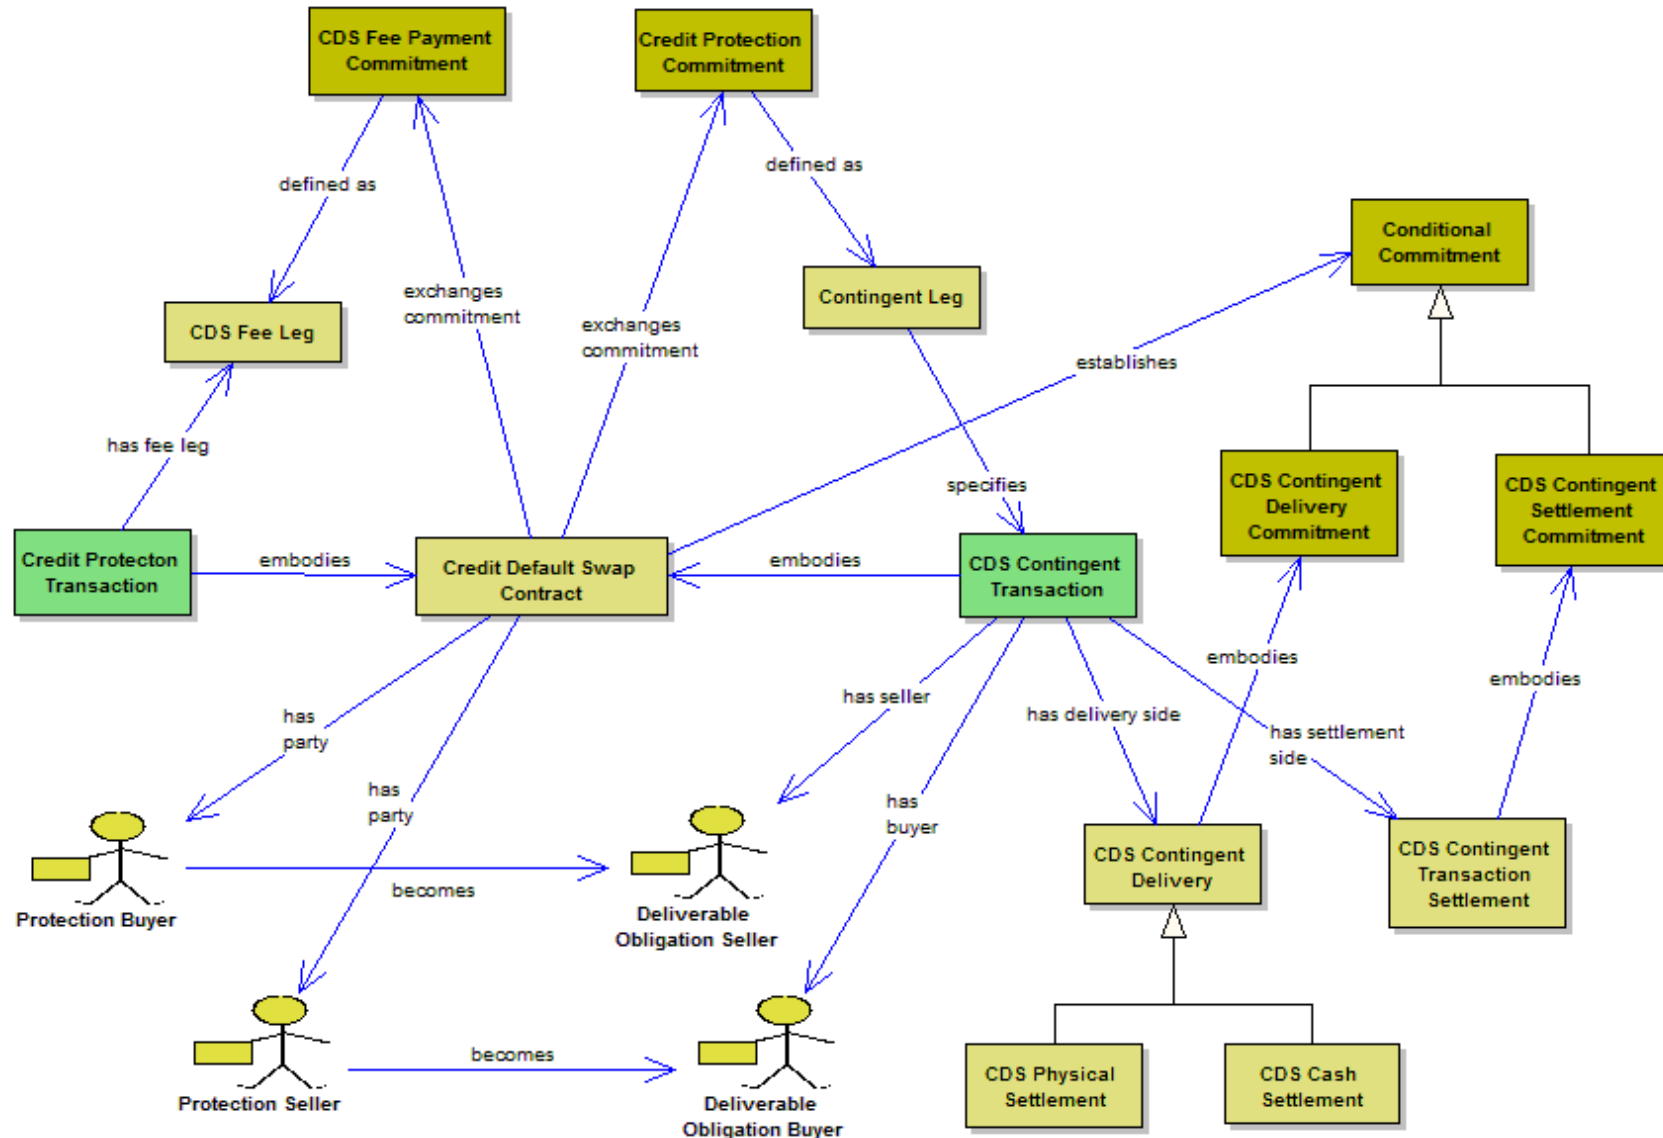 CDS Fee Payment
Commitment
Credit Protection
Commitment
defined as
defined as
Conditional
Commitment
exchanges
commitment
Contingent Leg
CDS Fee Leg
exchanges
commitment
establishes
has fee leg
CDS Contingent
Delivery
Commitment
CDS Contingent
Settlement
Commitment
specifies
Credit Protecton
Transaction
embodies
Credit Default Swap
Contract
embodies
CDS Contingent
Transaction
embodies
embodies
has
party
has seller
has delivery side
has settlement
side
has
party
has
buyer
CDS Contingent
Delivery
CDS Contingent
Transaction
Settlement
becomes
Protection Buyer
Deliverable
Obligation Seller
becomes
CDS Physical
Settlement
CDS Cash
Settlement
Protection Seller
Deliverable
Obligation Buyer